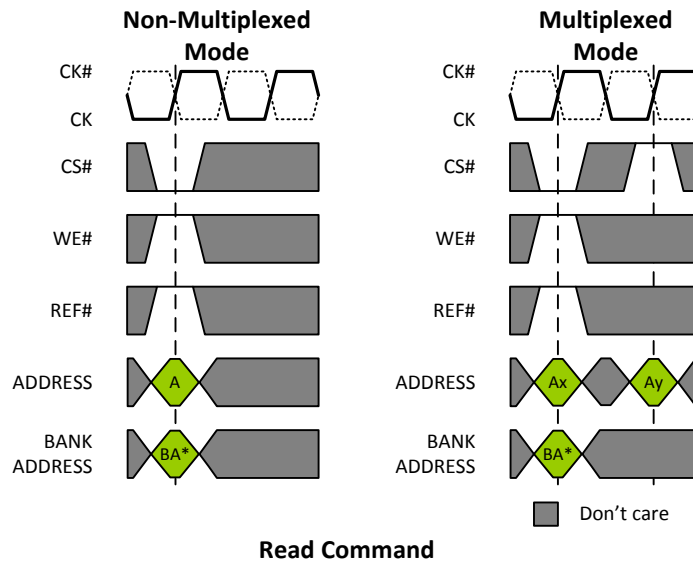 Non-Multiplexed
Mode
CK#
CK
CS#
WE#
REF#
ADDRESS
A
BANK
ADDRESS
BA*
Multiplexed
Mode
CK#
CK
CS#
WE#
REF#
ADDRESS
Ax
Ay
BANK
ADDRESS
BA*
Don't care
Read Command